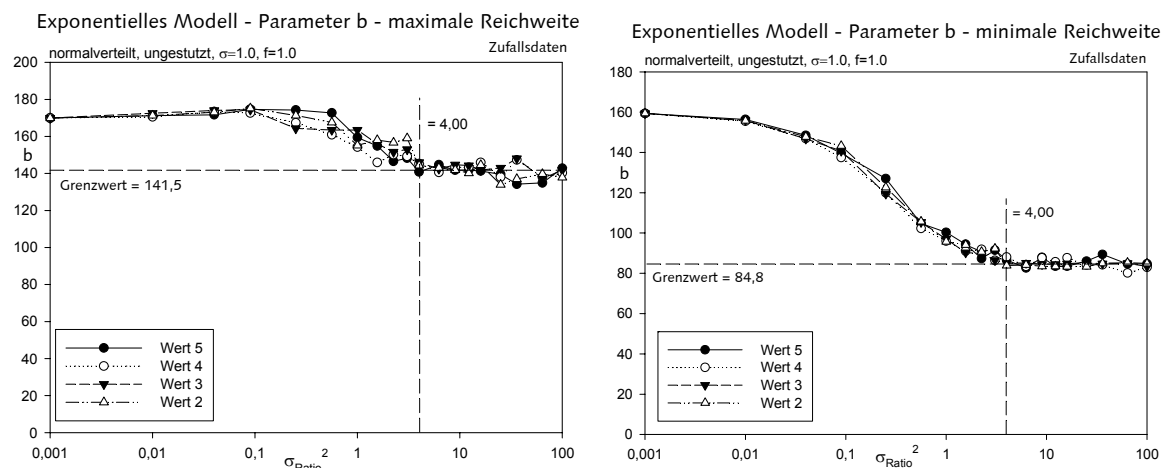 Exponentielles Modell - Parameter b - maximale Reichweite
normalverteilt, ungestutzt, σ=1.0, f=1.0
Zufallsdaten
200
180
160
b
140
120
100
80
60
40
20
0
= 4,00
Grenzwert = 141,5
Wert 5
Wert 4
Wert 3
Wert 2
0,001
0,01
0,1
1
10
100
σRatio²
Exponentielles Modell - Parameter b - minimale Reichweite
normalverteilt, ungestutzt, σ=1.0, f=1.0
Zufallsdaten
180
160
140
b
120
100
80
60
40
20
0
= 4,00
Grenzwert = 84,8
Wert 5
Wert 4
Wert 3
Wert 2
0,001
0,01
0,1
1
10
100
σRatio²